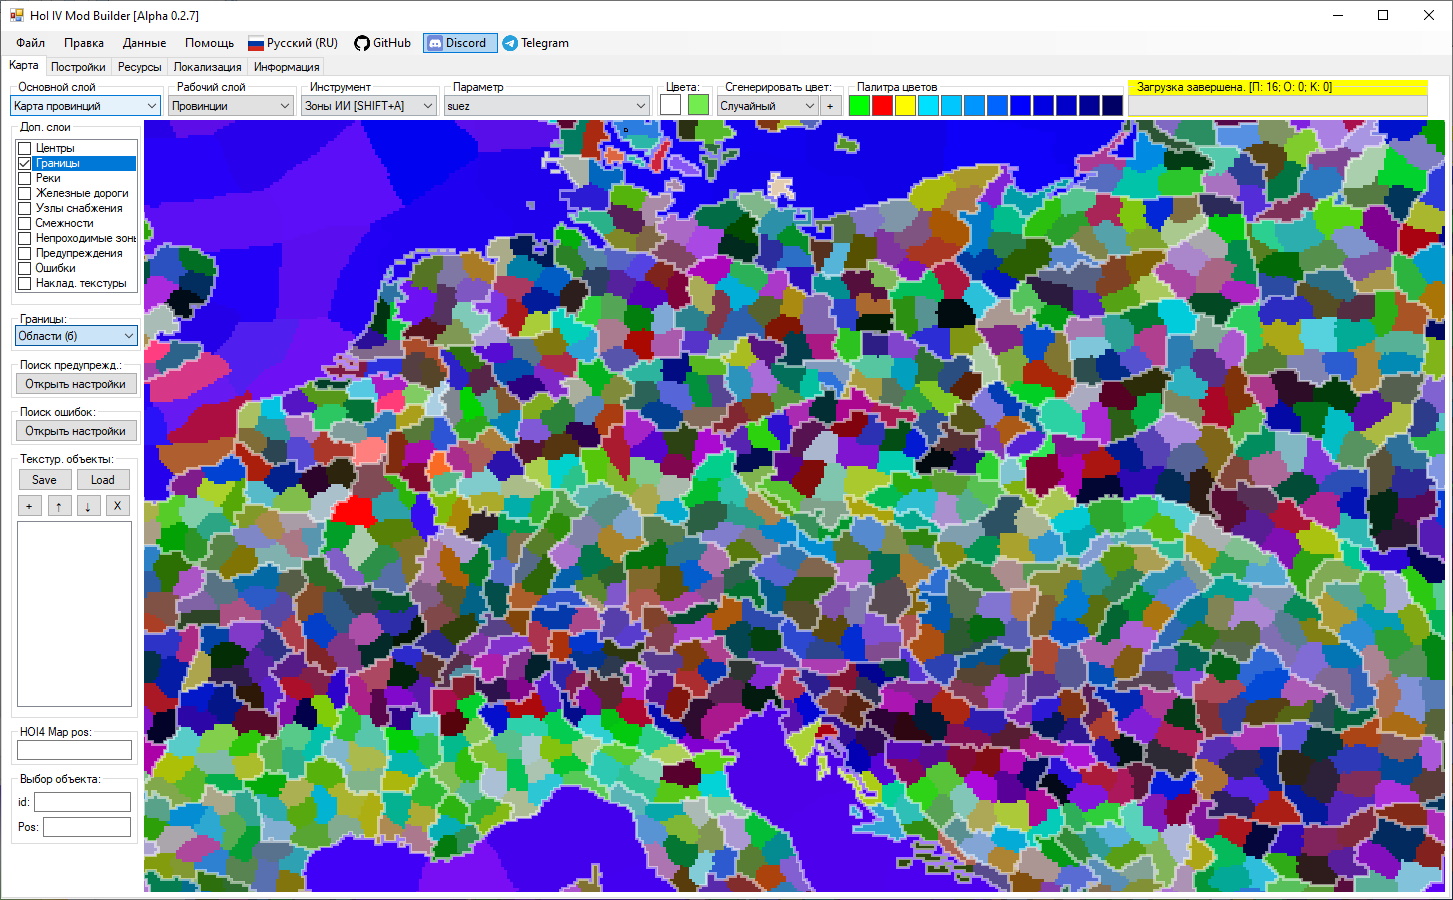 HoI IV Mod Builder [Alpha 0.2.7]
Файл Правка Данные Помощь Русский (RU) GitHub Discord Telegram
Карта Постройки Ресурсы Локализация Информация
Основной слой Рабочий слой Инструмент Параметр Цвета: Сгенерировать цвет: Палитра цветов Загрузка завершена. [П: 16; О: 0; К: 0]
Карта провинций Провинции Зоны ИИ [SHIFT+A] suez Случайный +
Доп. слои
Центры
Границы
Реки
Железные дороги
Узлы снабжения
Смежности
Непроходимые зоны
Предупреждения
Ошибки
Наклад. текстуры
Границы:
Области (6)
Поиск предупрежд.:
Открыть настройки
Поиск ошибок:
Открыть настройки
Текстур. объекты:
Save Load
+ ↑ ↓ X
HOI4 Map pos:
Выбор объекта:
id:
Pos: